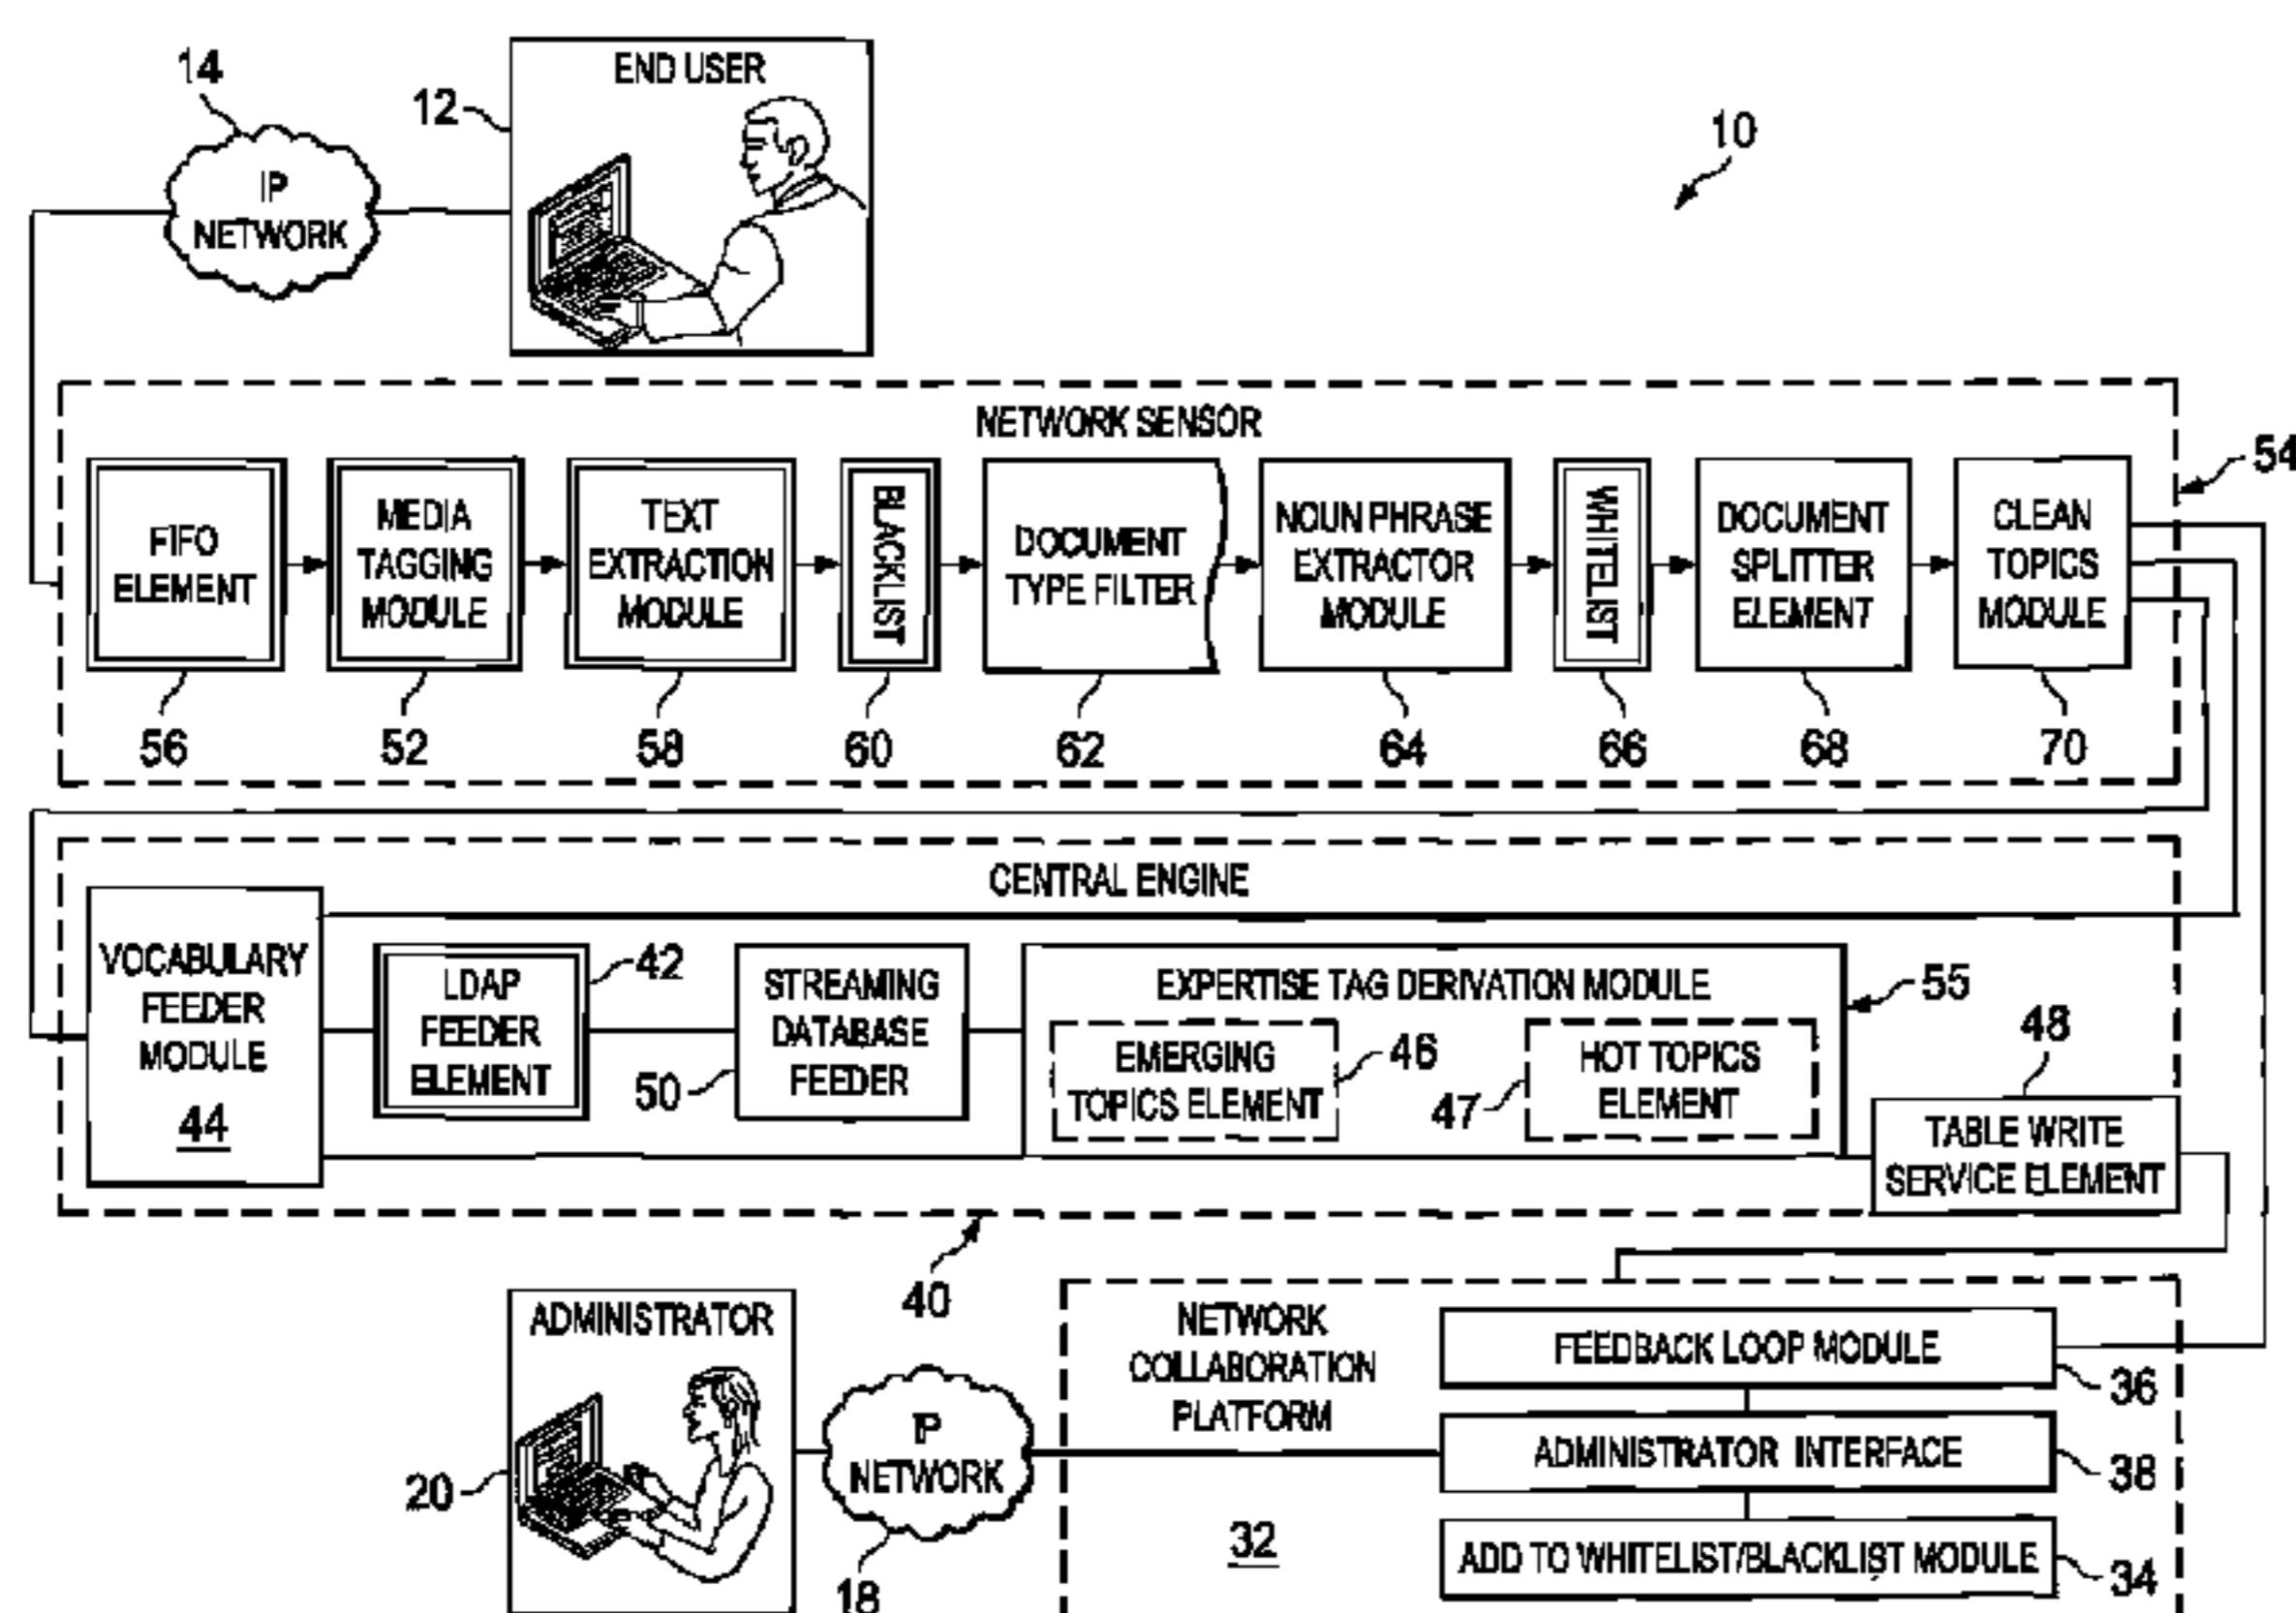 14
12
END USER
10
IP
NETWORK
NETWORK SENSOR
54
FIFO
ELEMENT
MEDIA
TAGGING
MODULE
TEXT
EXTRACTION
MODULE
BLACKLIST
DOCUMENT
TYPE FILTER
NOUN PHRASE
EXTRACTOR
MODULE
WHITELIST
DOCUMENT
SPLITTER
ELEMENT
CLEAN
TOPICS
MODULE
56
52
58
60
62
64
66
68
70
CENTRAL ENGINE
VOCABULARY
FEEDER
MODULE
44
LDAP
FEEDER
ELEMENT
42
STREAMING
DATABASE
FEEDER
50
EXPERTISE TAG DERIVATION MODULE
55
EMERGING
TOPICS ELEMENT
46
47
HOT TOPICS
ELEMENT
48
TABLE WRITE
SERVICE ELEMENT
40
ADMINISTRATOR
20
IP
NETWORK
18
NETWORK
COLLABORATION
PLATFORM
32
FEEDBACK LOOP MODULE
36
ADMINISTRATOR INTERFACE
38
ADD TO WHITELIST/BLACKLIST MODULE
34